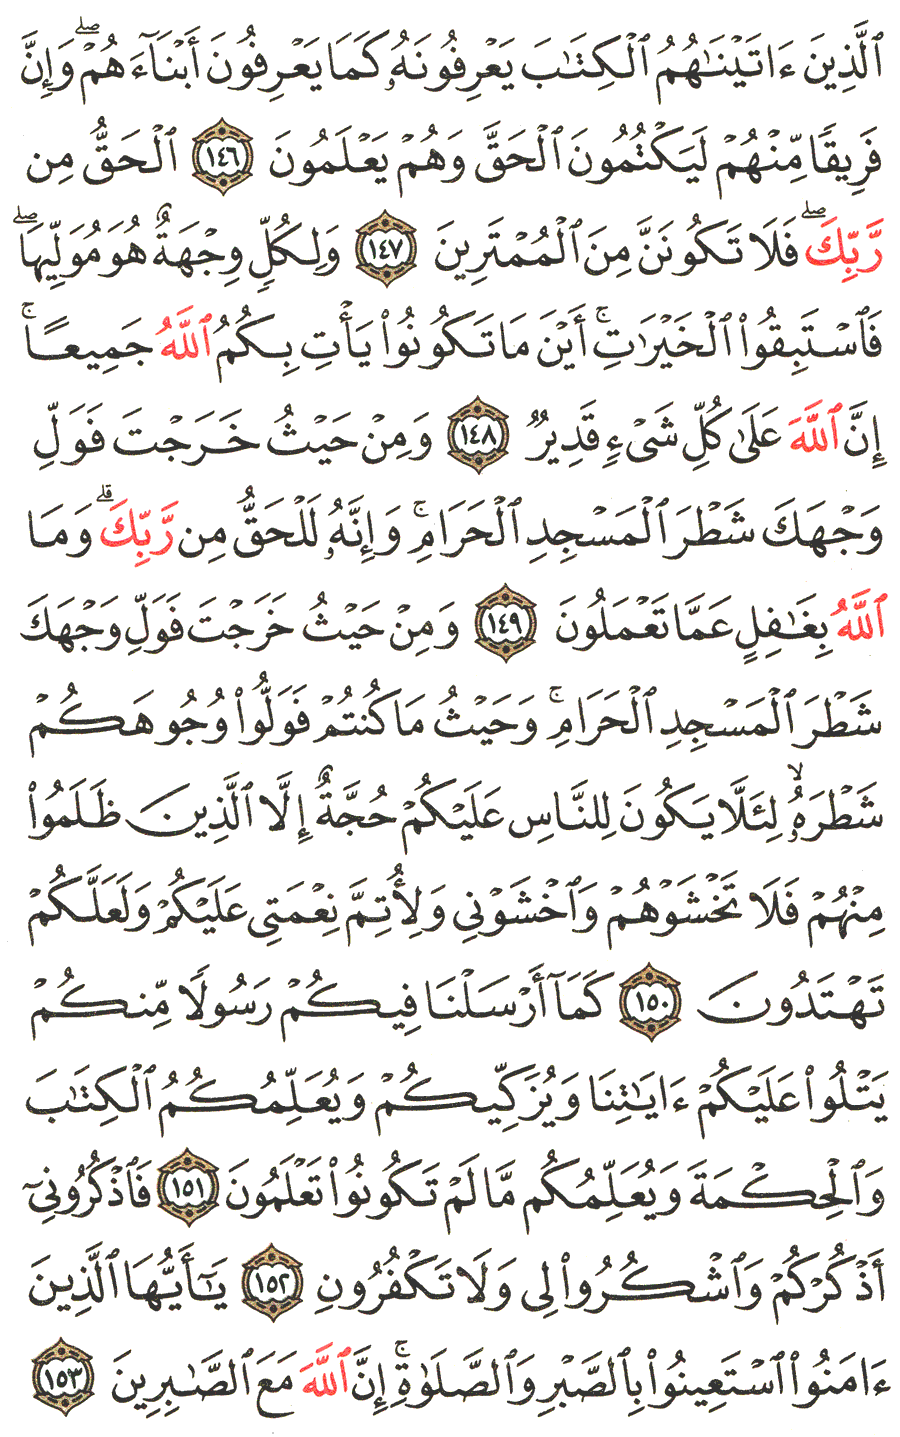 ٱلَّذِينَ ءَاتَيۡنَٰهُمُ ٱلۡكِتَٰبَ يَعۡرِفُونَهُۥ كَمَا يَعۡرِفُونَ أَبۡنَآءَهُمۡۖ وَإِنَّ
فَرِيقٗا مِّنۡهُمۡ لَيَكۡتُمُونَ ٱلۡحَقَّ وَهُمۡ يَعۡلَمُونَ ١٤٦ ٱلۡحَقُّ مِن
رَّبِّكَۖ فَلَا تَكُونَنَّ مِنَ ٱلۡمُمۡتَرِينَ ١٤٧ وَلِكُلّٖ وِجۡهَةٌ هُوَ مُوَلِّيهَاۖ
فَٱسۡتَبِقُواْ ٱلۡخَيۡرَٰتِۚ أَيۡنَ مَا تَكُونُواْ يَأۡتِ بِكُمُ ٱللَّهُ جَمِيعًاۚ
إِنَّ ٱللَّهَ عَلَىٰ كُلِّ شَيۡءٖ قَدِيرٞ ١٤٨ وَمِنۡ حَيۡثُ خَرَجۡتَ فَوَلِّ
وَجۡهَكَ شَطۡرَ ٱلۡمَسۡجِدِ ٱلۡحَرَامِۚ وَإِنَّهُۥ لَلۡحَقُّ مِن رَّبِّكَۗ وَمَا
ٱللَّهُ بِغَٰفِلٍ عَمَّا تَعۡمَلُونَ ١٤٩ وَمِنۡ حَيۡثُ خَرَجۡتَ فَوَلِّ وَجۡهَكَ
شَطۡرَ ٱلۡمَسۡجِدِ ٱلۡحَرَامِۚ وَحَيۡثُ مَا كُنتُمۡ فَوَلُّواْ وُجُوهَكُمۡ
شَطۡرَهُۥ لِئَلَّا يَكُونَ لِلنَّاسِ عَلَيۡكُمۡ حُجَّةٌ إِلَّا ٱلَّذِينَ ظَلَمُواْ
مِنۡهُمۡ فَلَا تَخۡشَوۡهُمۡ وَٱخۡشَوۡنِي وَلِأُتِمَّ نِعۡمَتِي عَلَيۡكُمۡ وَلَعَلَّكُمۡ
تَهۡتَدُونَ ١٥٠ كَمَآ أَرۡسَلۡنَا فِيكُمۡ رَسُولٗا مِّنكُمۡ
يَتۡلُواْ عَلَيۡكُمۡ ءَايَٰتِنَا وَيُزَكِّيكُمۡ وَيُعَلِّمُكُمُ ٱلۡكِتَٰبَ
وَٱلۡحِكۡمَةَ وَيُعَلِّمُكُم مَّا لَمۡ تَكُونُواْ تَعۡلَمُونَ ١٥١ فَٱذۡكُرُونِيٓ
أَذۡكُرۡكُمۡ وَٱشۡكُرُواْ لِي وَلَا تَكۡفُرُونِ ١٥٢ يَٰٓأَيُّهَا ٱلَّذِينَ
ءَامَنُواْ ٱسۡتَعِينُواْ بِٱلصَّبۡرِ وَٱلصَّلَوٰةِۚ إِنَّ ٱللَّهَ مَعَ ٱلصَّٰبِرِينَ ١٥٣